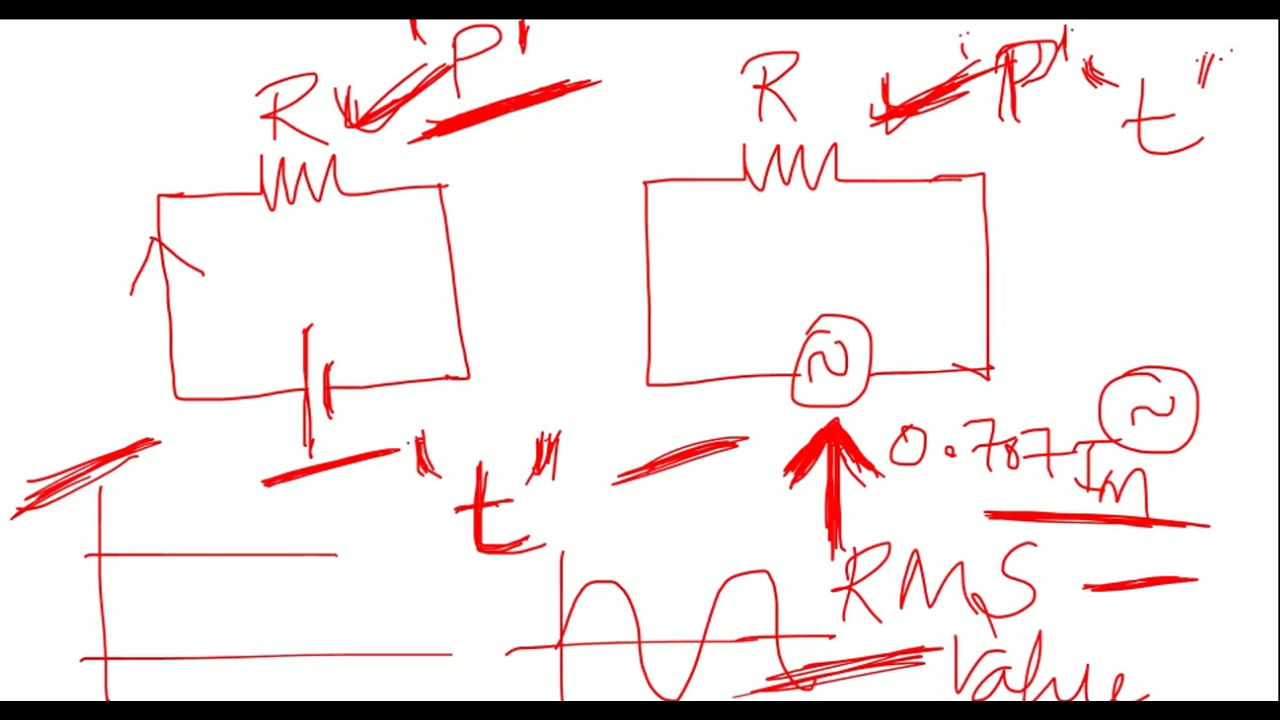 R 'P'
R 'P' "t"
"t"
0.787 Im
RMS
Value